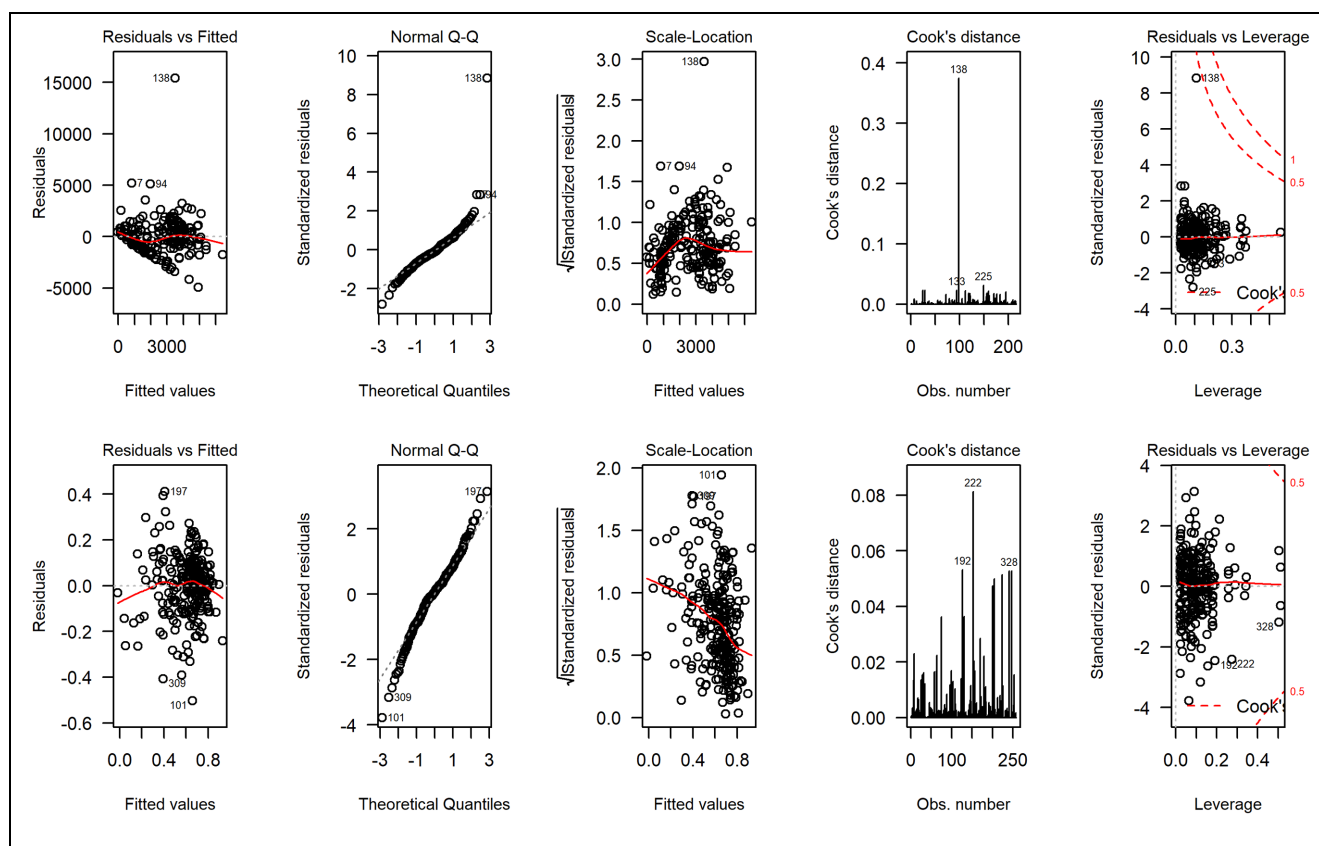 Residuals vs Fitted
Residuals
15000
10000
5000
0
-5000
138
7
94
0 3000
Fitted values
Normal Q-Q
Standardized residuals
10
8
6
4
2
0
-2
138
94
-3 -1 1 3
Theoretical Quantiles
Scale-Location
√|Standardized residuals|
3.0
2.5
2.0
1.5
1.0
0.5
0.0
138
7
94
0 3000
Fitted values
Cook's distance
Cook's distance
0.4
0.3
0.2
0.1
0.0
138
133
225
0 100 200
Obs. number
Residuals vs Leverage
Standardized residuals
8
6
4
2
0
-2
-4
138
225
1
0.5
0.5
Cook'
0.0 0.3
Leverage
Residuals vs Fitted
Residuals
0.4
0.2
0.0
-0.2
-0.4
-0.6
197
309
101
0.0 0.4 0.8
Fitted values
Normal Q-Q
Standardized residuals
2
0
-2
-4
197
309
101
-3 -1 1 3
Theoretical Quantiles
Scale-Location
√|Standardized residuals|
2.0
1.5
1.0
0.5
0.0
101
0.0 0.4 0.8
Fitted values
Cook's distance
Cook's distance
0.08
0.06
0.04
0.02
0.00
222
192
328
0 100 250
Obs. number
Residuals vs Leverage
Standardized residuals
4
2
0
-2
-4
328
192
222
0.5
0.5
Cook's
0.0 0.2 0.4
Leverage